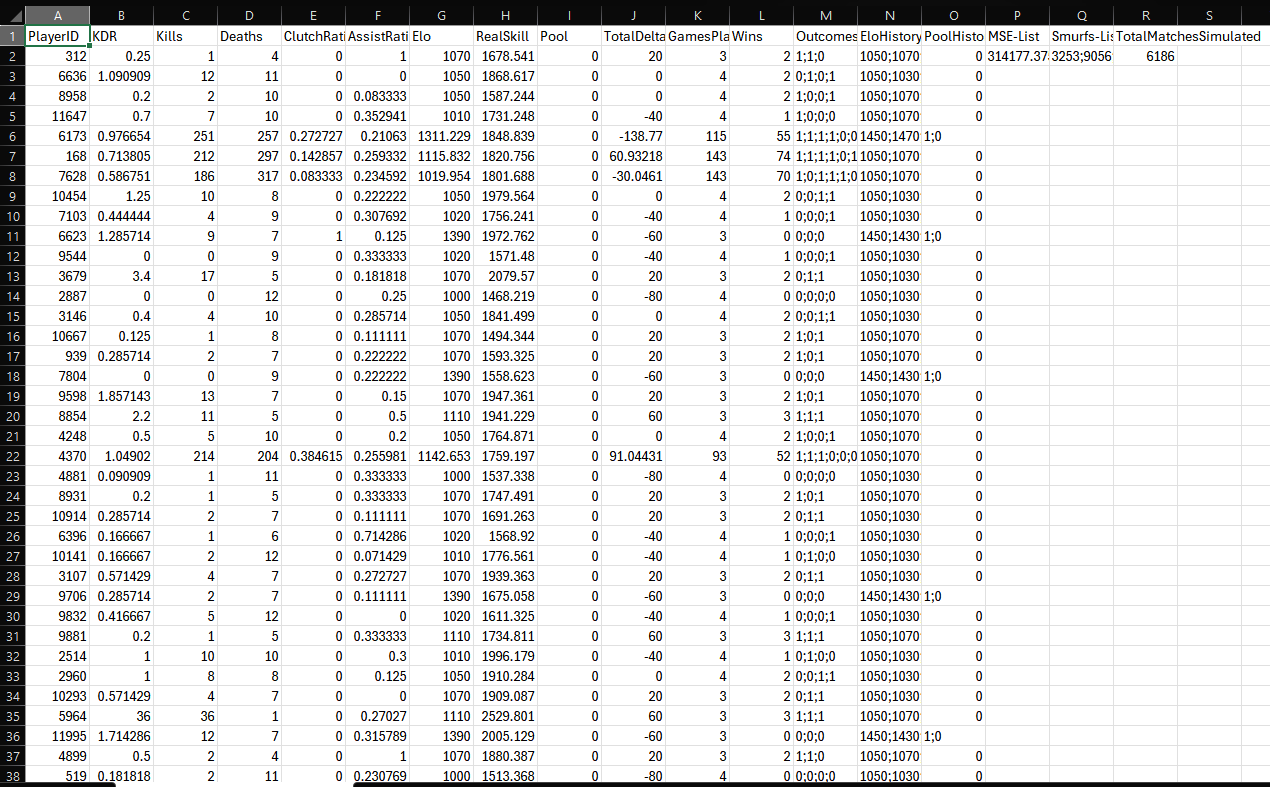 A B C D E F G H I J K L M N O P Q R S
1 PlayerID KDR Kills Deaths ClutchRati AssistRati Elo RealSkill Pool TotalDelta GamesPla Wins Outcomes EloHistory PoolHisto MSE-List Smurfs-Lis TotalMatchesSimulated
2 312 0.25 1 4 0 1 1070 1678.541 0 20 3 2 1;1;0 1050;1070 0 314177.37 3253;9056 6186
3 6636 1.090909 12 11 0 0 1050 1868.617 0 0 4 2 0;1;0;1 1050;1030 0
4 8958 0.2 2 10 0 0.083333 1050 1587.244 0 0 4 2 1;0;0;1 1050;1070 0
5 11647 0.7 7 10 0 0.352941 1010 1731.248 0 -40 4 1 1;0;0;0 1050;1070 0
6 6173 0.976654 251 257 0.272727 0.21063 1311.229 1848.839 0 -138.77 115 55 1;1;1;1;0;0 1450;1470 1;0
7 168 0.713805 212 297 0.142857 0.259332 1115.832 1820.756 0 60.93218 143 74 1;1;1;1;0;1 1050;1070 0
8 7628 0.586751 186 317 0.083333 0.234592 1019.954 1801.688 0 -30.0461 143 70 1;0;1;1;1;0 1050;1070 0
9 10454 1.25 10 8 0 0.222222 1050 1979.564 0 0 4 2 0;0;1;1 1050;1030 0
10 7103 0.444444 4 9 0 0.307692 1020 1756.241 0 -40 4 1 0;0;0;1 1050;1030 0
11 6623 1.285714 9 7 1 0.125 1390 1972.762 0 -60 3 0 0;0;0 1450;1430 1;0
12 9544 0 0 9 0 0.333333 1020 1571.48 0 -40 4 1 0;0;0;1 1050;1030 0
13 3679 3.4 17 5 0 0.181818 1070 2079.57 0 20 3 2 0;1;1 1050;1030 0
14 2887 0 0 12 0 0.25 1000 1468.219 0 -80 4 0 0;0;0;0 1050;1030 0
15 3146 0.4 4 10 0 0.285714 1050 1841.499 0 0 4 2 0;0;1;1 1050;1030 0
16 10667 0.125 1 8 0 0.111111 1070 1494.344 0 20 3 2 1;0;1 1050;1070 0
17 939 0.285714 2 7 0 0.222222 1070 1593.325 0 20 3 2 1;0;1 1050;1070 0
18 7804 0 0 9 0 0.222222 1390 1558.623 0 -60 3 0 0;0;0 1450;1430 1;0
19 9598 1.857143 13 7 0 0.15 1070 1947.361 0 20 3 2 1;0;1 1050;1070 0
20 8854 2.2 11 5 0 0.5 1110 1941.229 0 60 3 3 1;1;1 1050;1070 0
21 4248 0.5 5 10 0 0.2 1050 1764.871 0 0 4 2 1;0;0;1 1050;1070 0
22 4370 1.04902 214 204 0.384615 0.255981 1142.653 1759.197 0 91.04431 93 52 1;1;1;0;0;0 1050;1070 0
23 4881 0.090909 1 11 0 0.333333 1000 1537.338 0 -80 4 0 0;0;0;0 1050;1030 0
24 8931 0.2 1 5 0 0.333333 1070 1747.491 0 20 3 2 1;0;1 1050;1070 0
25 10914 0.285714 2 7 0 0.111111 1070 1691.263 0 20 3 2 0;1;1 1050;1030 0
26 6396 0.166667 1 6 0 0.714286 1020 1568.92 0 -40 4 1 0;0;0;1 1050;1030 0
27 10141 0.166667 2 12 0 0.071429 1010 1776.561 0 -40 4 1 0;1;0;0 1050;1030 0
28 3107 0.571429 4 7 0 0.272727 1070 1939.363 0 20 3 2 0;1;1 1050;1030 0
29 9706 0.285714 2 7 0 0.111111 1390 1675.058 0 -60 3 0 0;0;0 1450;1430 1;0
30 9832 0.416667 5 12 0 0 1020 1611.325 0 -40 4 1 0;0;0;1 1050;1030 0
31 9881 0.2 1 5 0 0.333333 1110 1734.811 0 60 3 3 1;1;1 1050;1070 0
32 2514 1 10 10 0 0.3 1010 1996.179 0 -40 4 1 0;1;0;0 1050;1030 0
33 2960 1 8 8 0 0.125 1050 1910.284 0 0 4 2 0;0;1;1 1050;1030 0
34 10293 0.571429 4 7 0 0 1070 1909.087 0 20 3 2 0;1;1 1050;1030 0
35 5964 36 36 1 0 0.27027 1110 2529.801 0 60 3 3 1;1;1 1050;1070 0
36 11995 1.714286 12 7 0 0.315789 1390 2005.129 0 -60 3 0 0;0;0 1450;1430 1;0
37 4899 0.5 2 4 0 1 1070 1880.387 0 20 3 2 1;1;0 1050;1070 0
38 519 0.181818 2 11 0 0.230769 1000 1513.368 0 -80 4 0 0;0;0;0 1050;1030 0